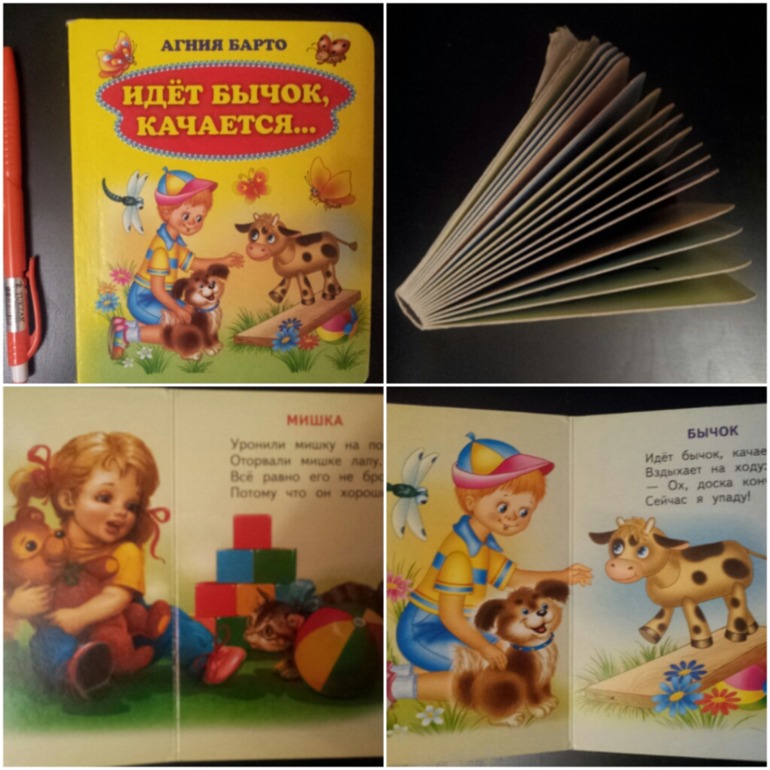 АГНИЯ БАРТО
ИДЁТ БЫЧОК,
КАЧАЕТСЯ...
МИШКА
Уронили мишку на
Оторвали мишке лапу.
Всё равно его не
Потому что он
БЫЧОК
Идёт бычок,
Вздыхает на ходу:
— Ох, доска
Сейчас я упаду!